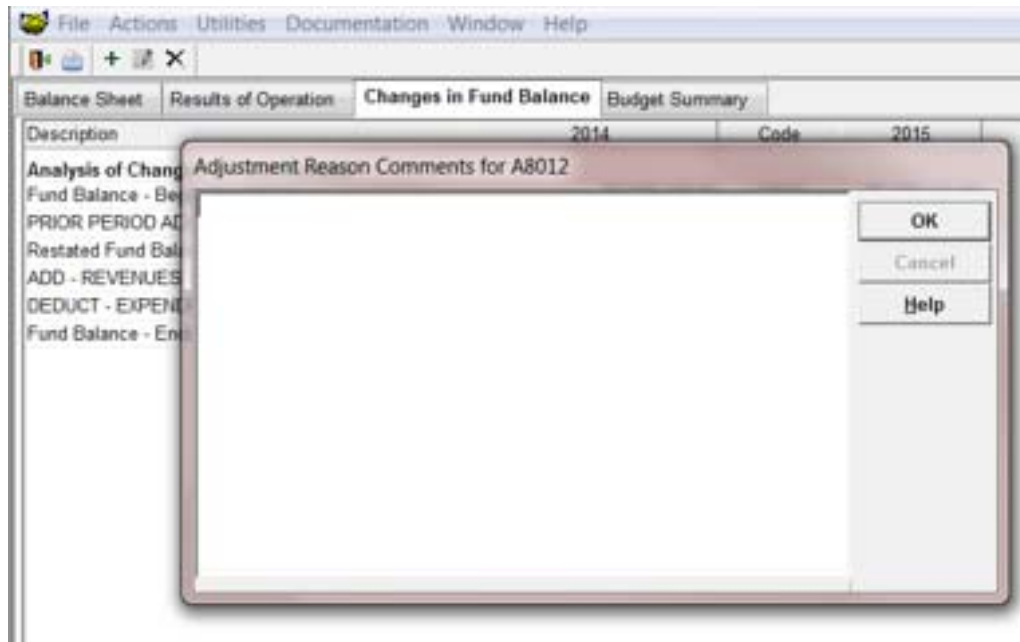 File Actions Utilities Documentation Window Help
Balance Sheet Results of Operation Changes in Fund Balance Budget Summary
Description 2014 Code 2015
Adjustment Reason Comments for A8012
Analysis of Chang
Fund Balance - Be
PRIOR PERIOD AD
Restated Fund Bala
ADD - REVENUES
DEDUCT - EXPEND
Fund Balance - End
OK
Cancel
Help